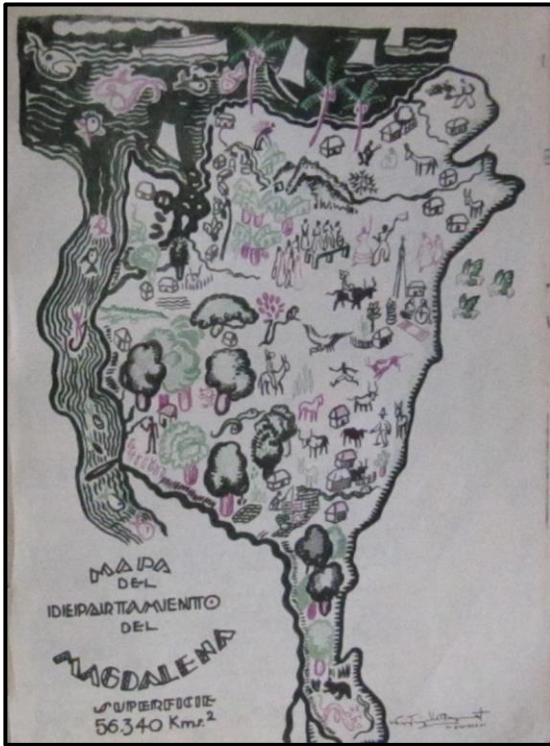 MAPA
DEL
DEPARTAMENTO
DEL
MAGDALENA
SUPERFICIE
56.340 Kms.²